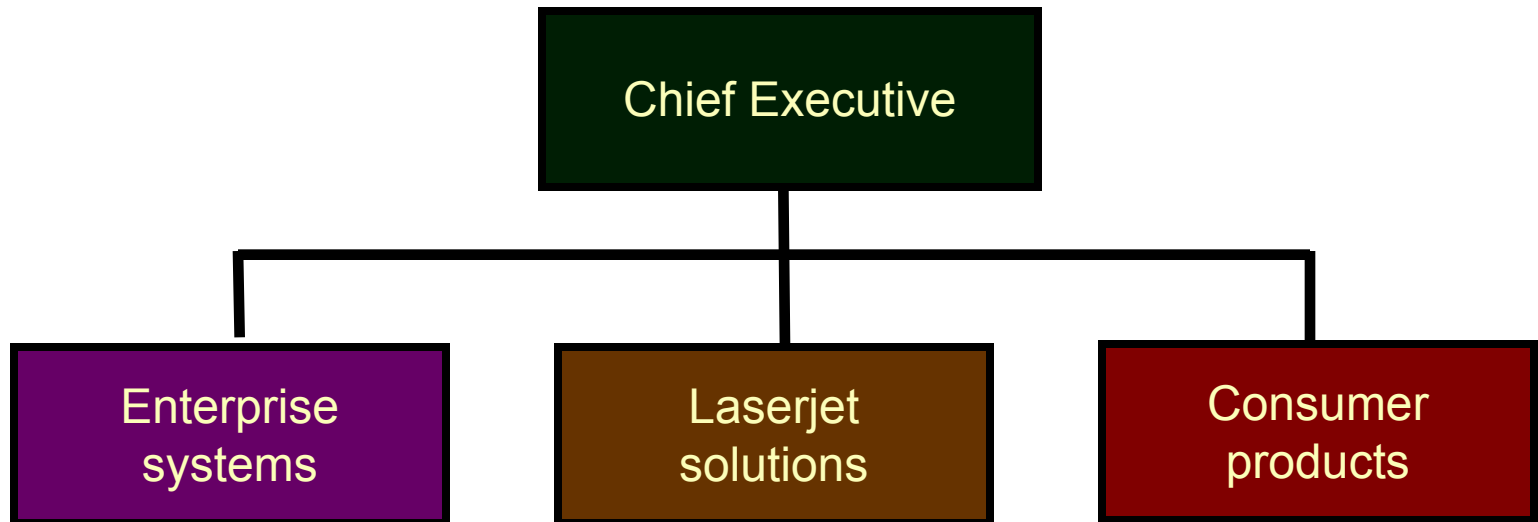 Chief Executive
Enterprise
systems
Laserjet
solutions
Consumer
products